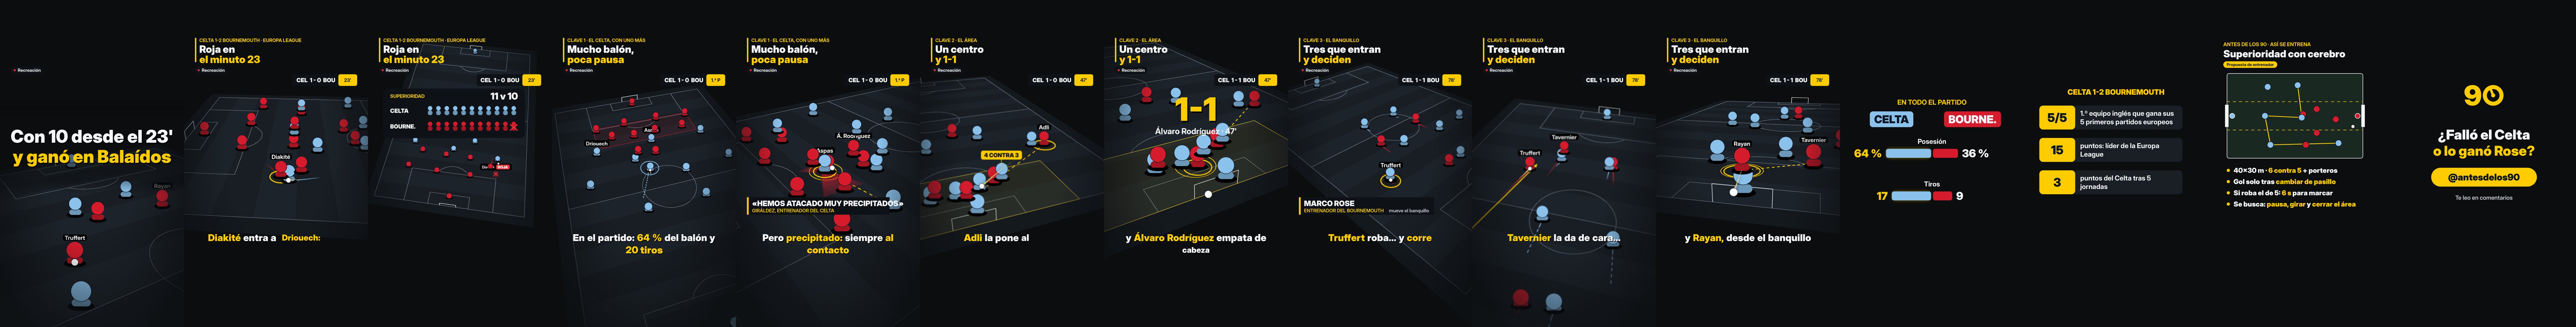 Recreación
Con 10 desde el 23'
y ganó en Balaídos
Rayan
Truffert
CELTA 1-2 BOURNEMOUTH · EUROPA LEAGUE
Roja en
el minuto 23
Recreación
CEL 1 - 0 BOU 23'
Diakité
Diakité entra a Driouech:
CELTA 1-2 BOURNEMOUTH · EUROPA LEAGUE
Roja en
el minuto 23
Recreación
CEL 1 - 0 BOU 23'
SUPERIORIDAD 11 v 10
CELTA
BOURNE.
ROJA
CLAVE 1 · EL CELTA, CON UNO MÁS
Mucho balón,
poca pausa
Recreación
CEL 1 - 0 BOU 1.ª P
Driouech
En el partido: 64 % del balón y
20 tiros
CLAVE 1 · EL CELTA, CON UNO MÁS
Mucho balón,
poca pausa
Recreación
CEL 1 - 0 BOU 1.ª P
Á. Rodríguez
Aspas
«HEMOS ATACADO MUY PRECIPITADOS»
GIRÁLDEZ, ENTRENADOR DEL CELTA
Pero precipitado: siempre al
contacto
CLAVE 2 · EL ÁREA
Un centro
y 1-1
Recreación
CEL 1 - 0 BOU 47'
Adli
4 CONTRA 3
Adli la pone al
CLAVE 2 · EL ÁREA
Un centro
y 1-1
Recreación
CEL 1 - 1 BOU 47'
1-1
Álvaro Rodríguez · 47'
y Álvaro Rodríguez empata de
cabeza
CLAVE 3 · EL BANQUILLO
Tres que entran
y deciden
Recreación
CEL 1 - 1 BOU 78'
Truffert
MARCO ROSE
ENTRENADOR DEL BOURNEMOUTH mueve el banquillo
Truffert roba... y corre
CLAVE 3 · EL BANQUILLO
Tres que entran
y deciden
Recreación
CEL 1 - 1 BOU 78'
Tavernier
Truffert
Tavernier la da de cara...
CLAVE 3 · EL BANQUILLO
Tres que entran
y deciden
Recreación
CEL 1 - 1 BOU 78'
Rayan
Tavernier
y Rayan, desde el banquillo
EN TODO EL PARTIDO
CELTA BOURNE.
Posesión
64 % 36 %
Tiros
17 9
CELTA 1-2 BOURNEMOUTH
5/5 1.º equipo inglés que gana sus
5 primeros partidos europeos
15 puntos: líder de la Europa
League
3 puntos del Celta tras 5
jornadas
ANTES DE LOS 90 · ASÍ SE ENTRENA
Superioridad con cerebro
Propuesta de entrenador
40×30 m · 6 contra 5 + porteros
Gol solo tras cambiar de pasillo
Si roba el de 5: 6 s para marcar
Se busca: pausa, girar y cerrar el área
90
¿Falló el Celta
o lo ganó Rose?
@antesdelos90
Te leo en comentarios